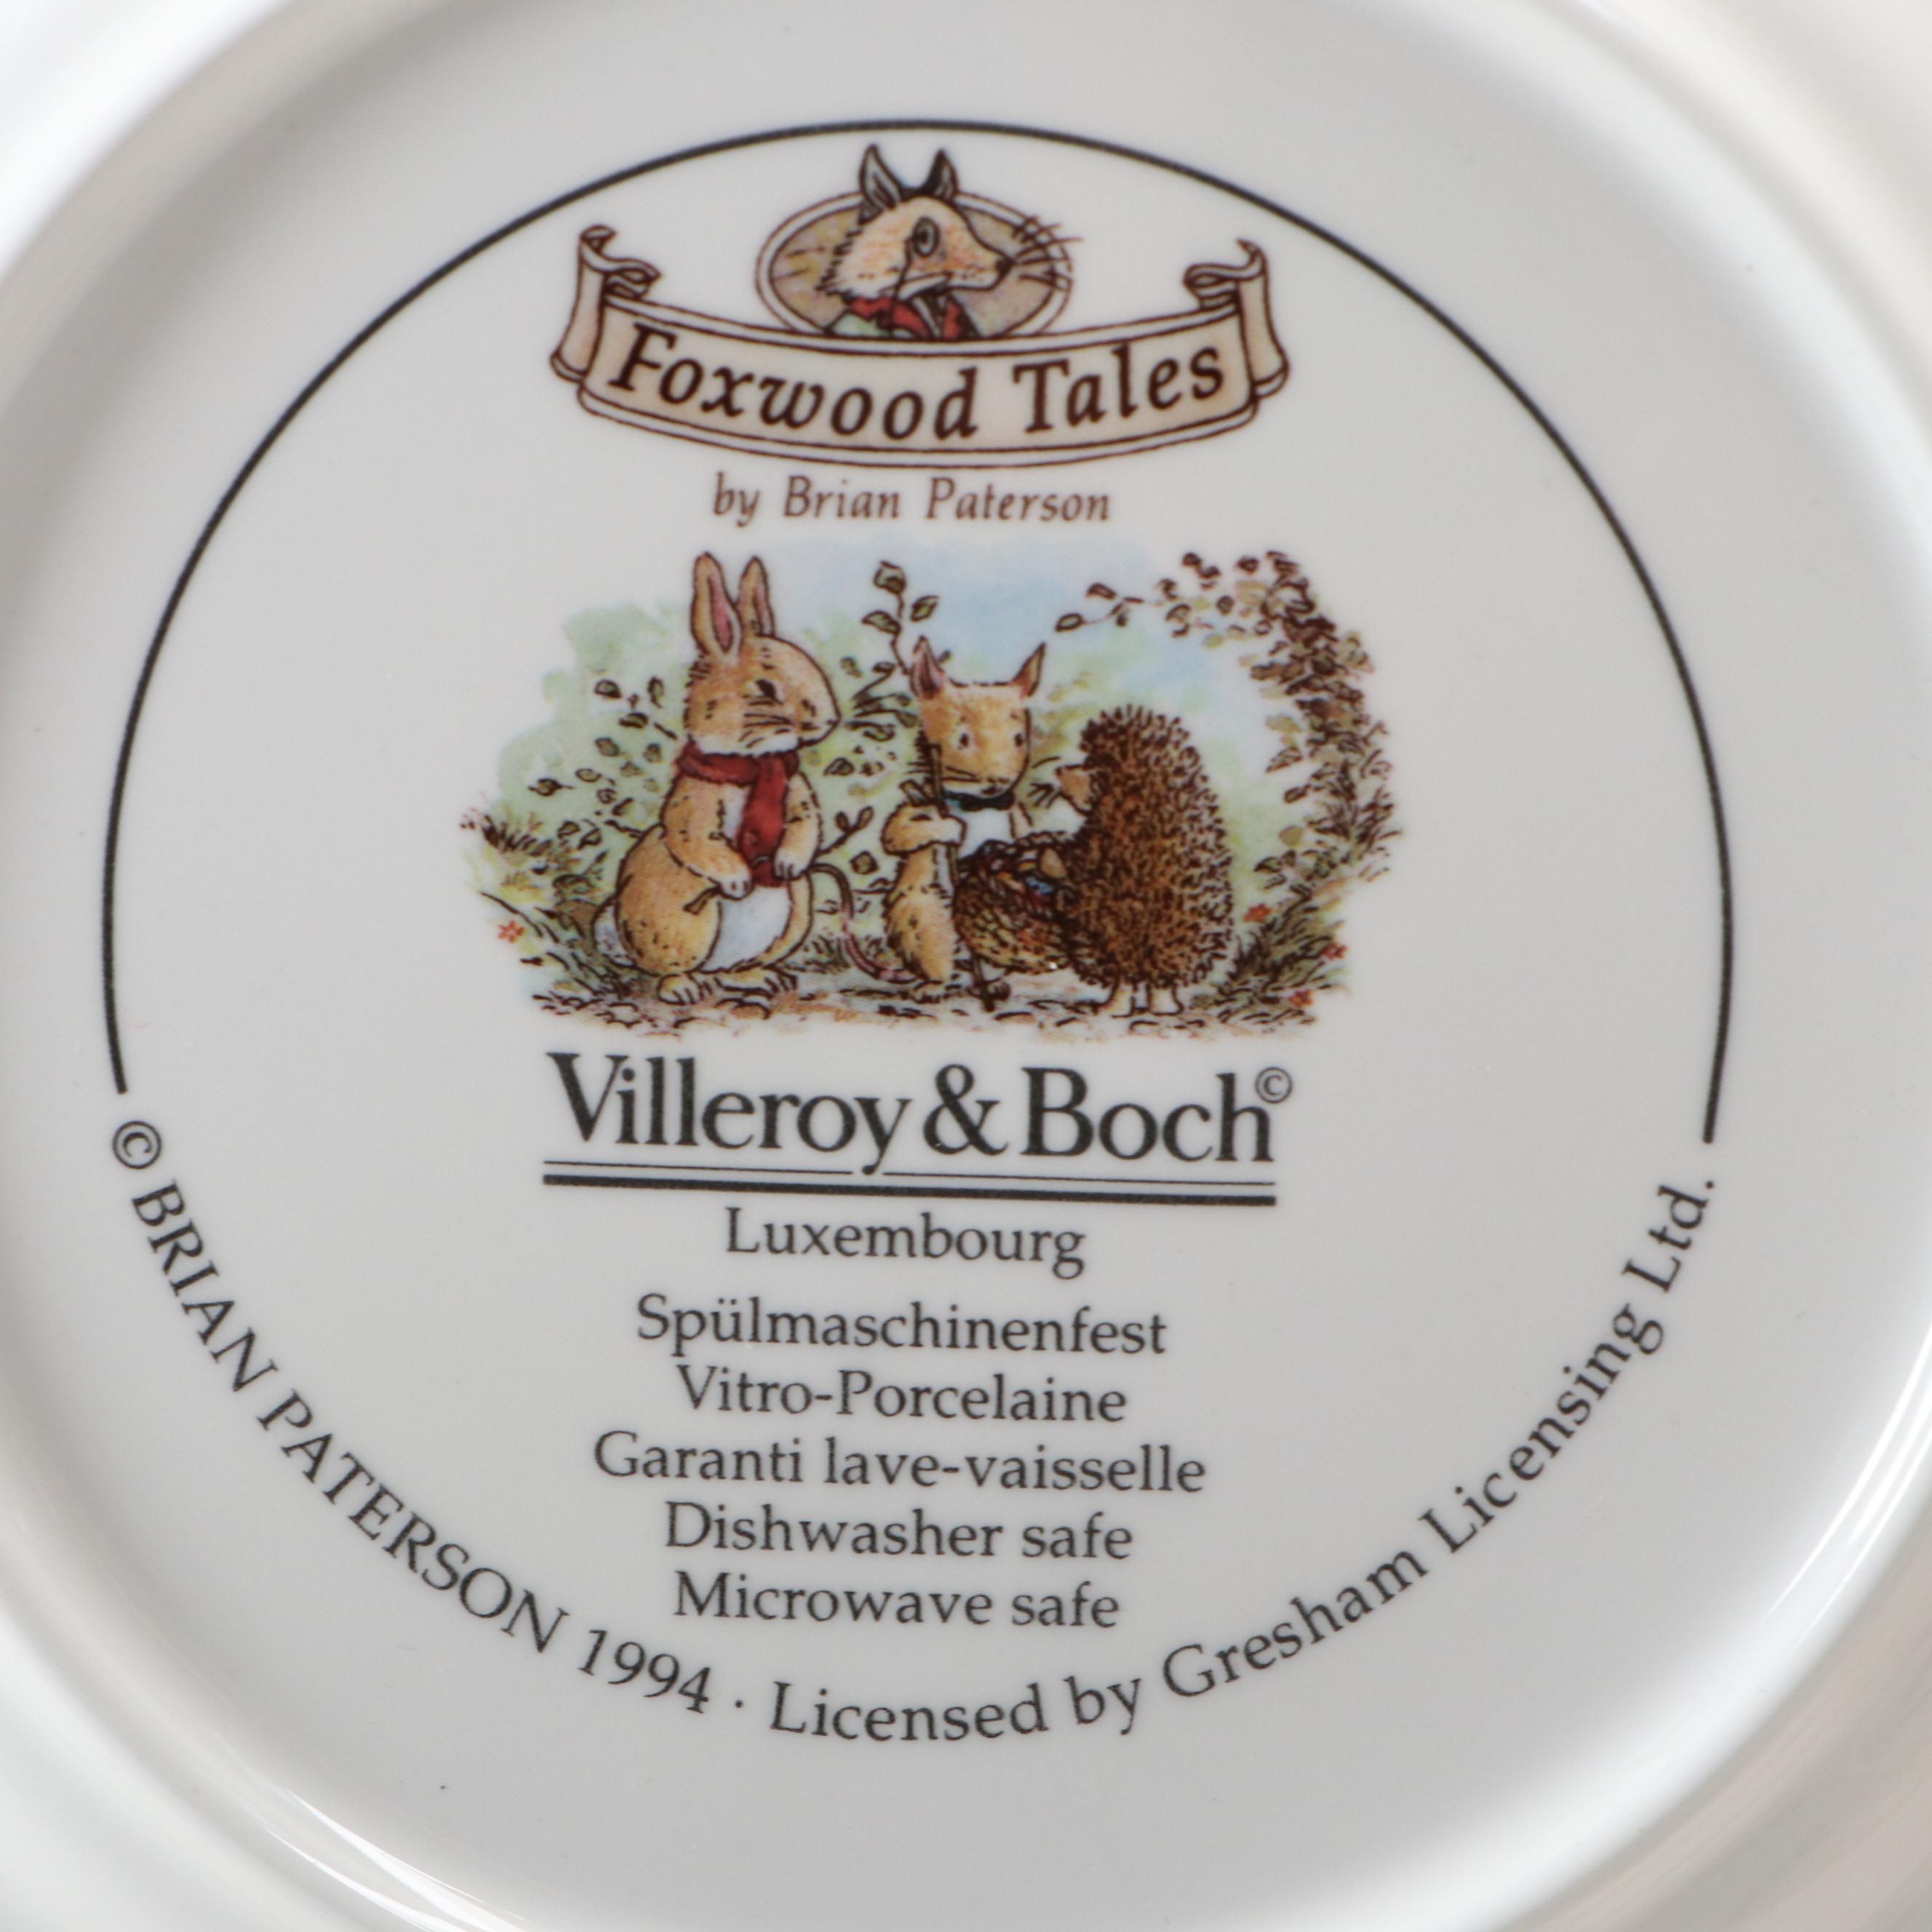 Foxwood Tales
by Brian Paterson
Villeroy & Boch©
Luxembourg
Spülmaschinenfest
Vitro-Porcelaine
Garanti lave-vaisselle
Dishwasher safe
Microwave safe
© BRIAN PATERSON 1994 · Licensed by Gresham Licensing Ltd.